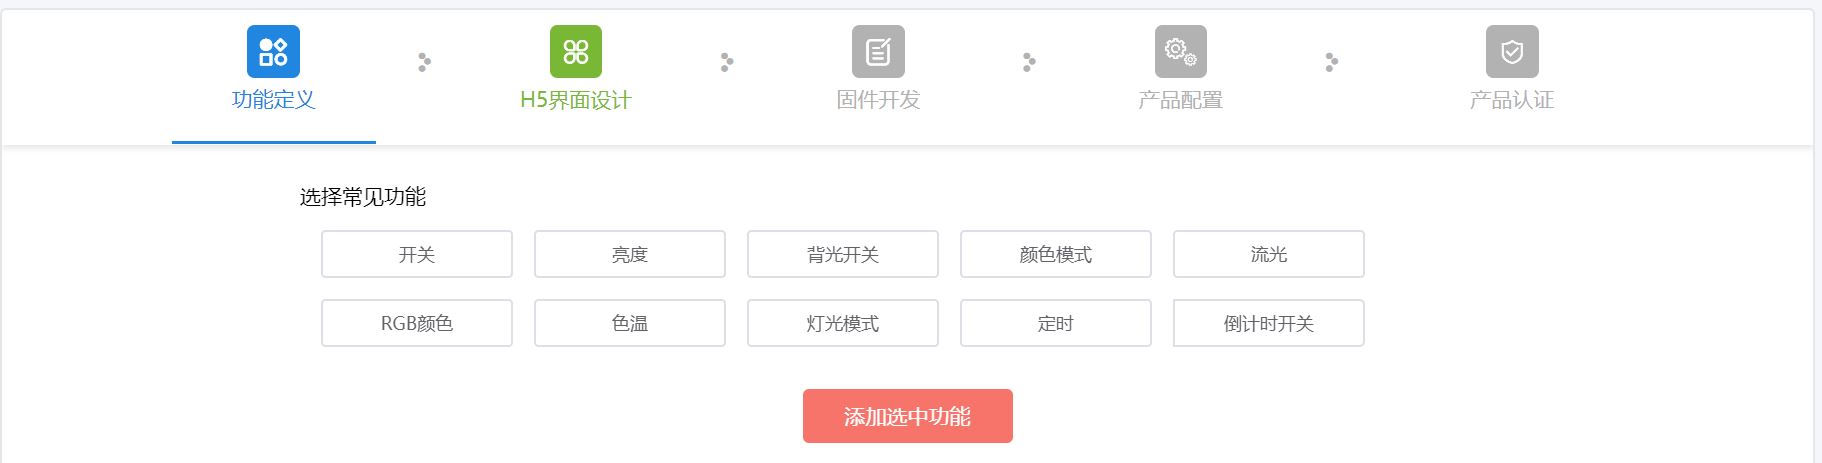 功能定义
H5界面设计
固件开发
产品配置
产品认证
选择常见功能
开关
亮度
背光开关
颜色模式
流光
RGB颜色
色温
灯光模式
定时
倒计时开关
添加选中功能